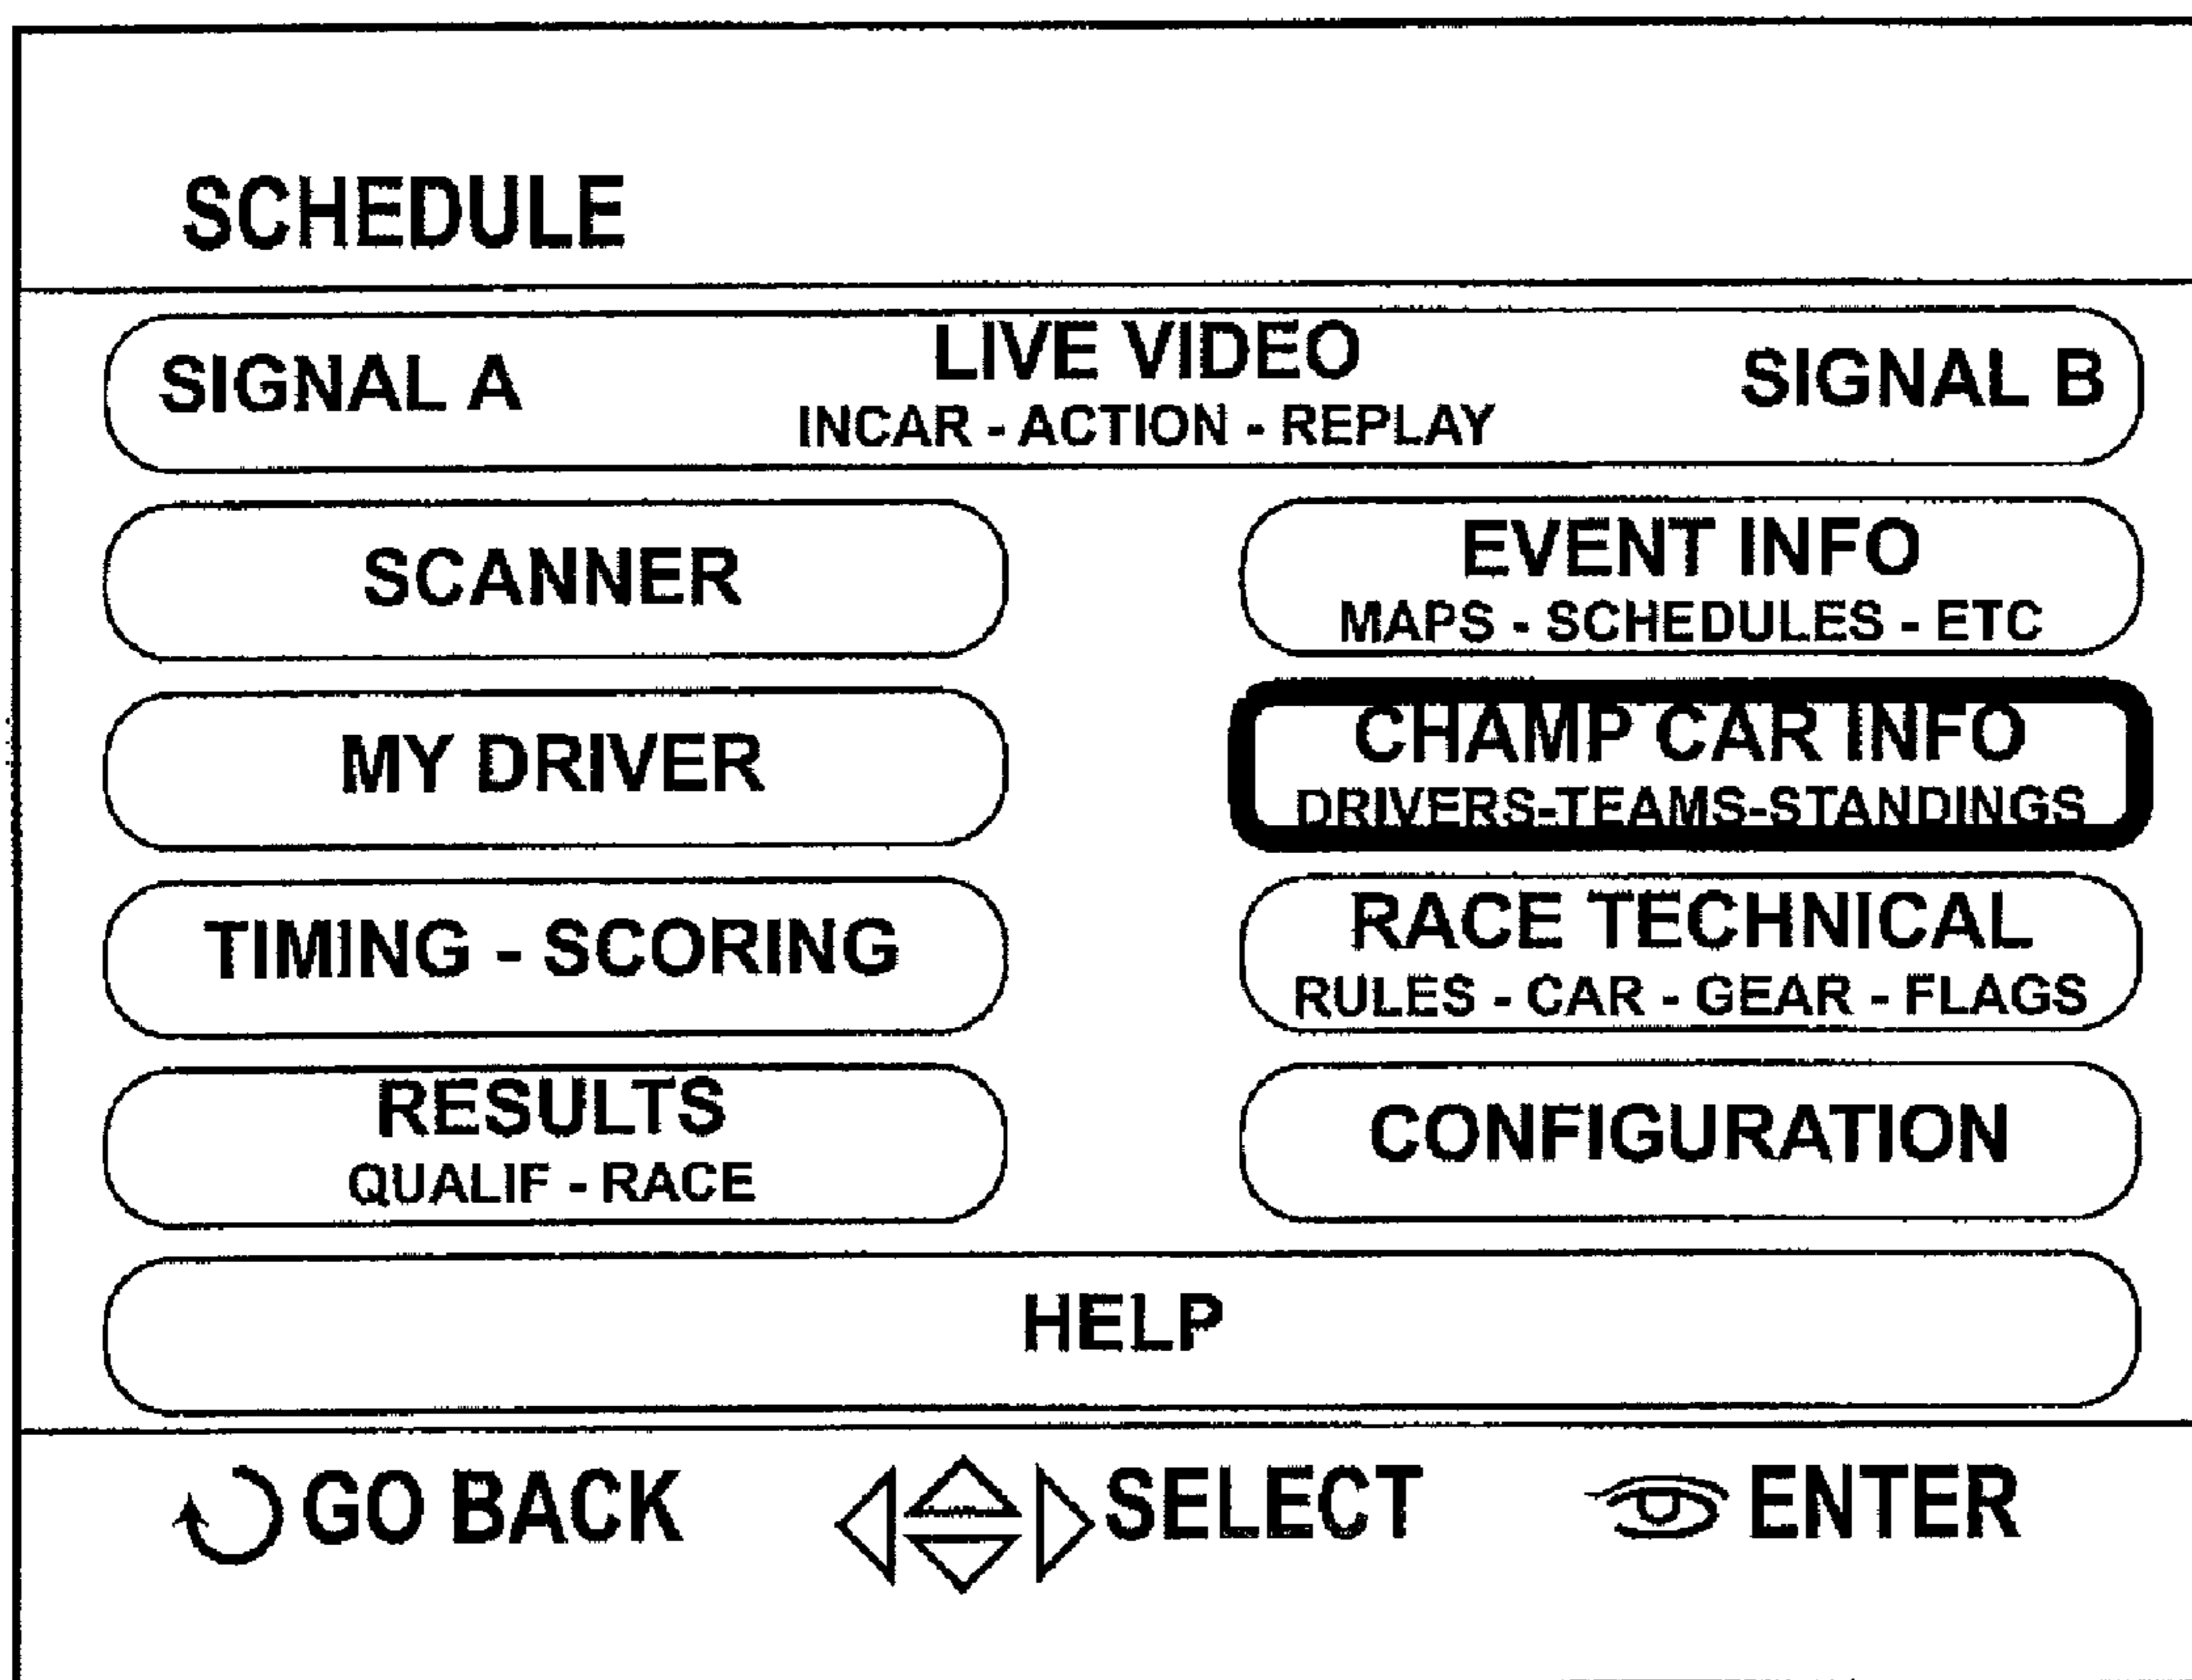 SCHEDULE
SIGNAL A
LIVE VIDEO
INCAR - ACTION - REPLAY
SIGNAL B
SCANNER
EVENT INFO
MAPS - SCHEDULES - ETC
MY DRIVER
CHAMP CAR INFO
DRIVERS-TEAMS-STANDINGS
TIMING - SCORING
RACE TECHNICAL
RULES - CAR - GEAR - FLAGS
RESULTS
QUALIF - RACE
CONFIGURATION
HELP
GO BACK
SELECT
ENTER